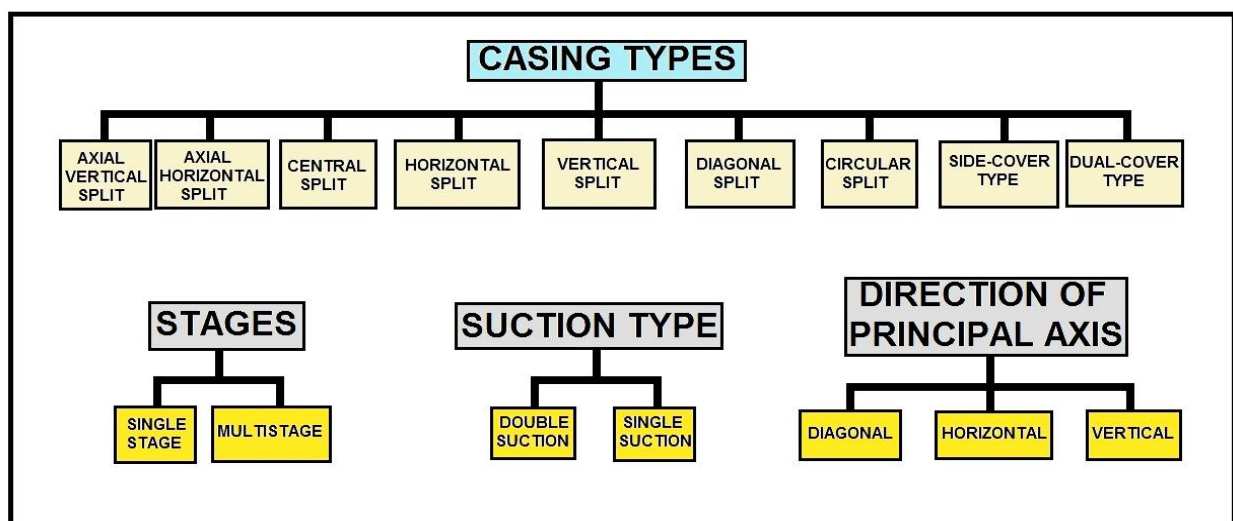 CASING TYPES
AXIAL
VERTICAL
SPLIT
AXIAL
HORIZONTAL
SPLIT
CENTRAL
SPLIT
HORIZONTAL
SPLIT
VERTICAL
SPLIT
DIAGONAL
SPLIT
CIRCULAR
SPLIT
SIDE-COVER
TYPE
DUAL-COVER
TYPE
STAGES
SINGLE
STAGE
MULTISTAGE
SUCTION TYPE
DOUBLE
SUCTION
SINGLE
SUCTION
DIRECTION OF
PRINCIPAL AXIS
DIAGONAL
HORIZONTAL
VERTICAL